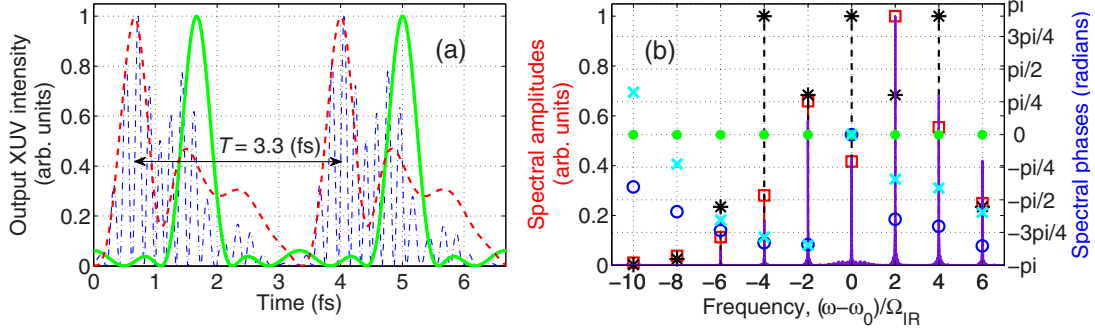 (a)
Output XUV intensity
(arb. units)
1
0.8
0.6
0.4
0.2
0
T = 3.3 (fs)
0 1 2 3 4 5 6
Time (fs)
(b)
Spectral amplitudes
(arb. units)
1
0.8
0.6
0.4
0.2
0
−10 −8 −6 −4 −2 0 2 4 6
Frequency, (ω−ω0)/ΩIR
pi
3pi/4
pi/2
pi/4
0
−pi/4
−pi/2
−3pi/4
−pi
Spectral phases (radians)